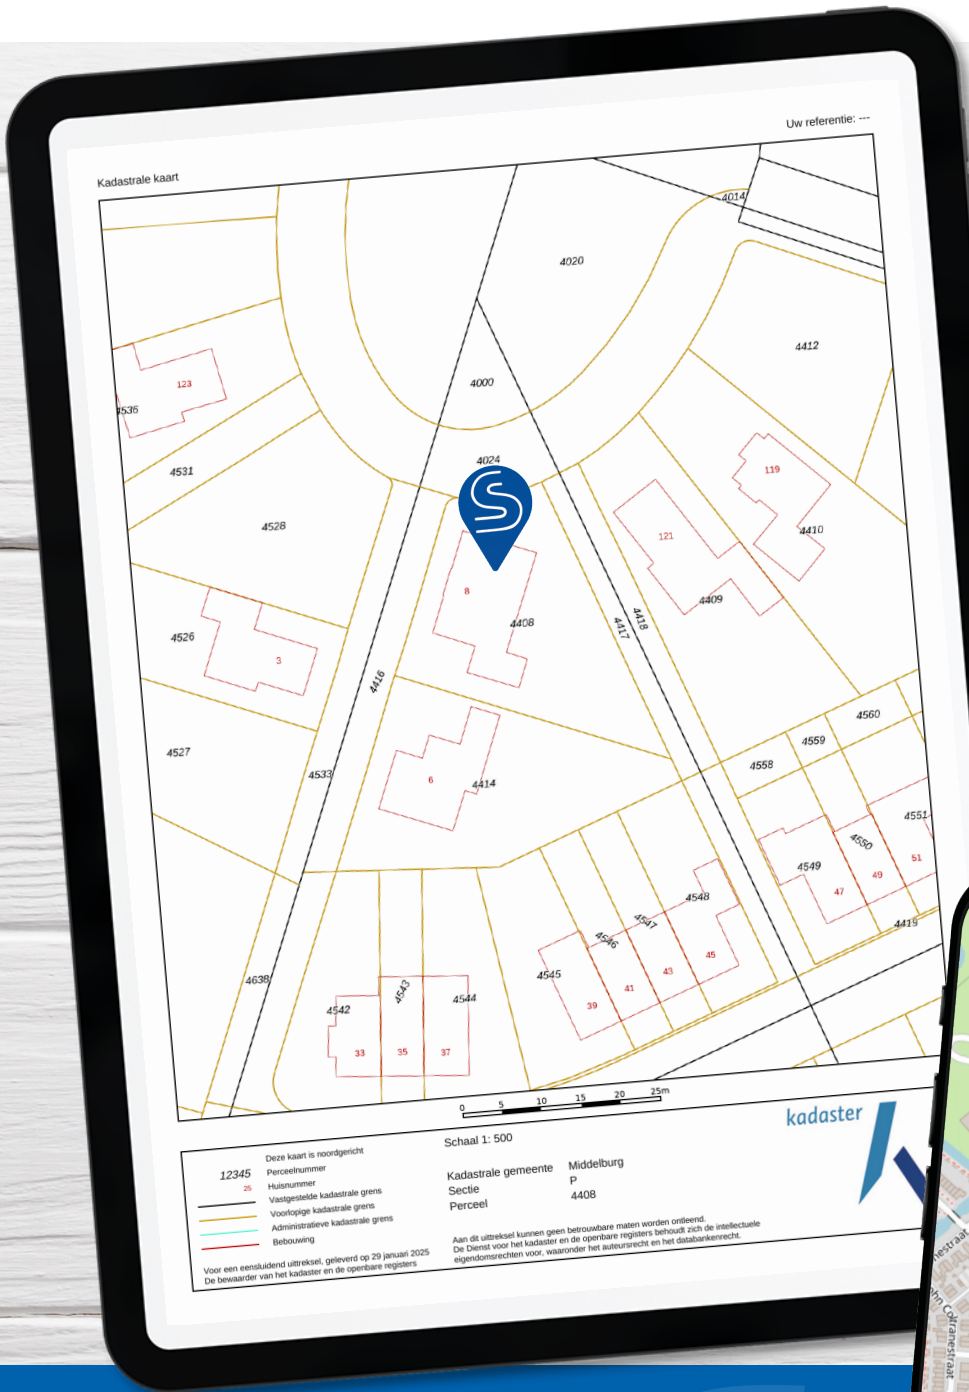 Uw referentie: ---
Kadastrale kaart
4014
4020
4412
4000
123
4536
4531
4024
119
4528
121
4410
8
4409
4408
4526
4417
4418
3
4416
4560
4527
4559
4558
4533
6
4414
4551
4550
4549
51
49
47
4548
4547
4546
4419
45
4545
43
4638
41
4543
4544
4542
39
33
35
37
0 5 10 15 20 25m
Schaal 1: 500
kadaster
Deze kaart is noordgericht
12345 Perceelnummer
25 Huisnummer
Vastgestelde kadastrale grens
Voorlopige kadastrale grens
Administratieve kadastrale grens
Bebouwing
Kadastrale gemeente Middelburg
Sectie P
Perceel 4408
Voor een eensluidend uittreksel, geleverd op 29 januari 2025
De bewaarder van het kadaster en de openbare registers
Aan dit uittreksel kunnen geen betrouwbare maten worden ontleend.
De Dienst voor het kadaster en de openbare registers behoudt zich de intellectuele
eigendomsrechten voor, waaronder het auteursrecht en het databankenrecht.